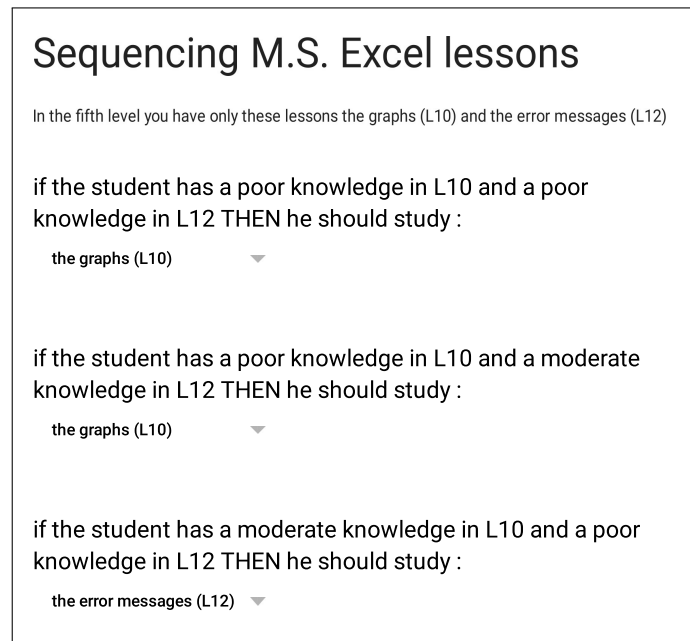 Sequencing M.S. Excel lessons
In the fifth level you have only these lessons the graphs (L10) and the error messages (L12)
if the student has a poor knowledge in L10 and a poor
knowledge in L12 THEN he should study :
the graphs (L10)
if the student has a poor knowledge in L10 and a moderate
knowledge in L12 THEN he should study :
the graphs (L10)
if the student has a moderate knowledge in L10 and a poor
knowledge in L12 THEN he should study :
the error messages (L12)